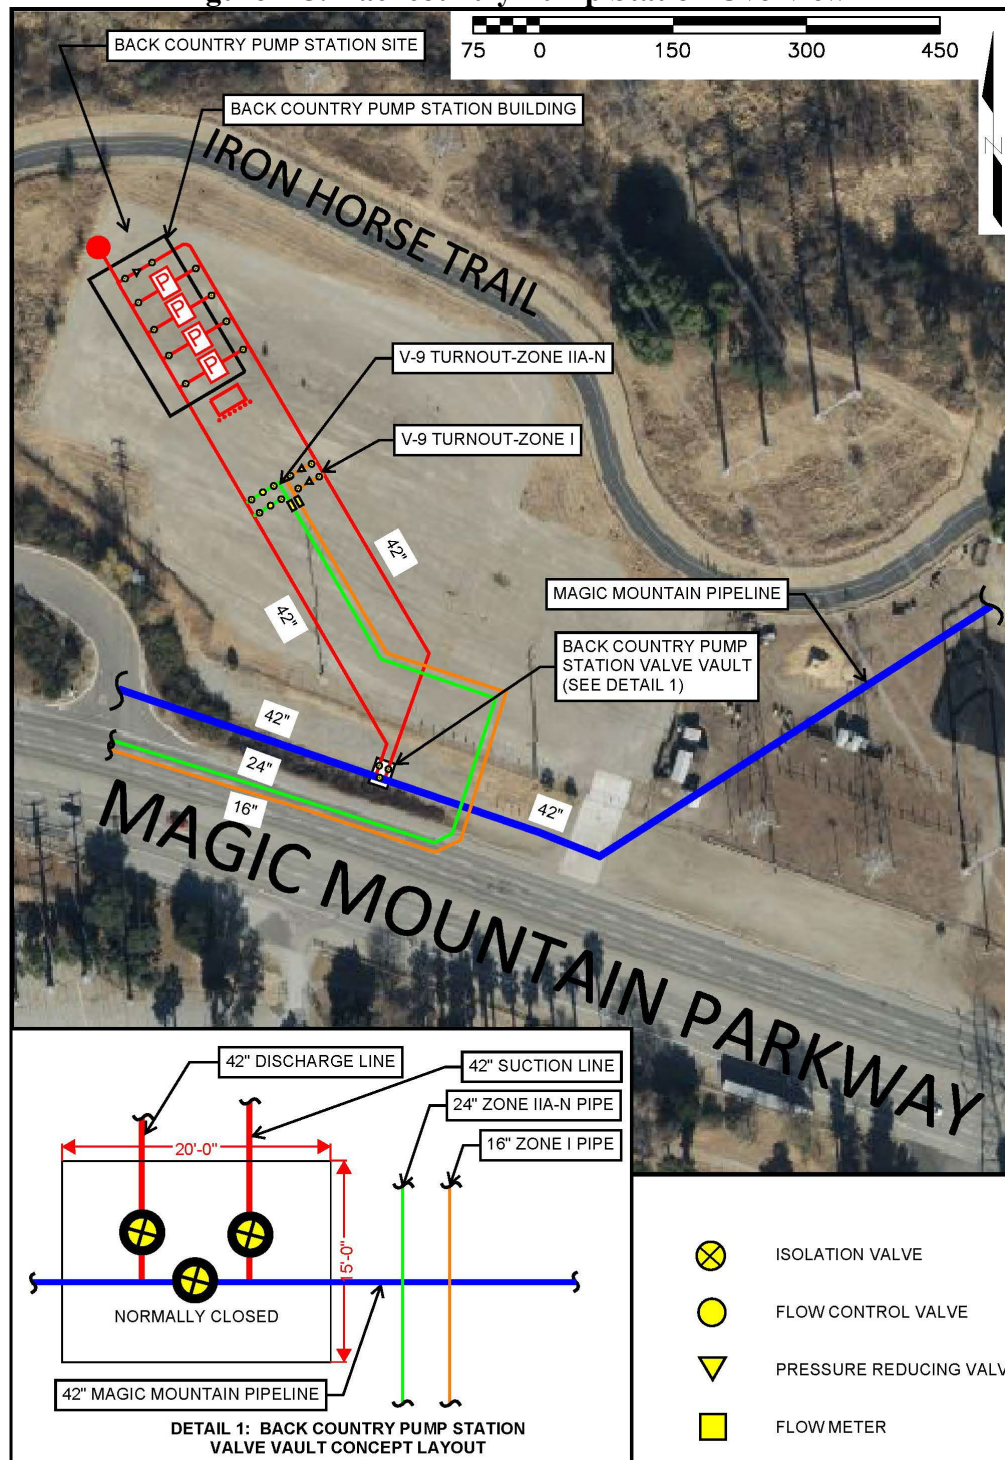 75 0 150 300 450
BACK COUNTRY PUMP STATION SITE
BACK COUNTRY PUMP STATION BUILDING
N
IRON HORSE TRAIL
P
P
P
P
V-9 TURNOUT-ZONE IIA-N
V-9 TURNOUT-ZONE I
42"
42"
MAGIC MOUNTAIN PIPELINE
BACK COUNTRY PUMP
STATION VALVE VAULT
(SEE DETAIL 1)
42"
24"
16"
42"
MAGIC MOUNTAIN PARKWAY
42" DISCHARGE LINE
42" SUCTION LINE
24" ZONE IIA-N PIPE
16" ZONE I PIPE
20'-0"
15'-0"
NORMALLY CLOSED
42" MAGIC MOUNTAIN PIPELINE
DETAIL 1: BACK COUNTRY PUMP STATION
VALVE VAULT CONCEPT LAYOUT
ISOLATION VALVE
FLOW CONTROL VALVE
PRESSURE REDUCING VALV
FLOW METER